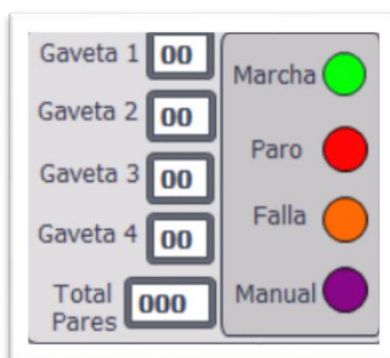 Gaveta 1 00
Gaveta 2 00
Gaveta 3 00
Gaveta 4 00
Total
Pares 000
Marcha
Paro
Falla
Manual